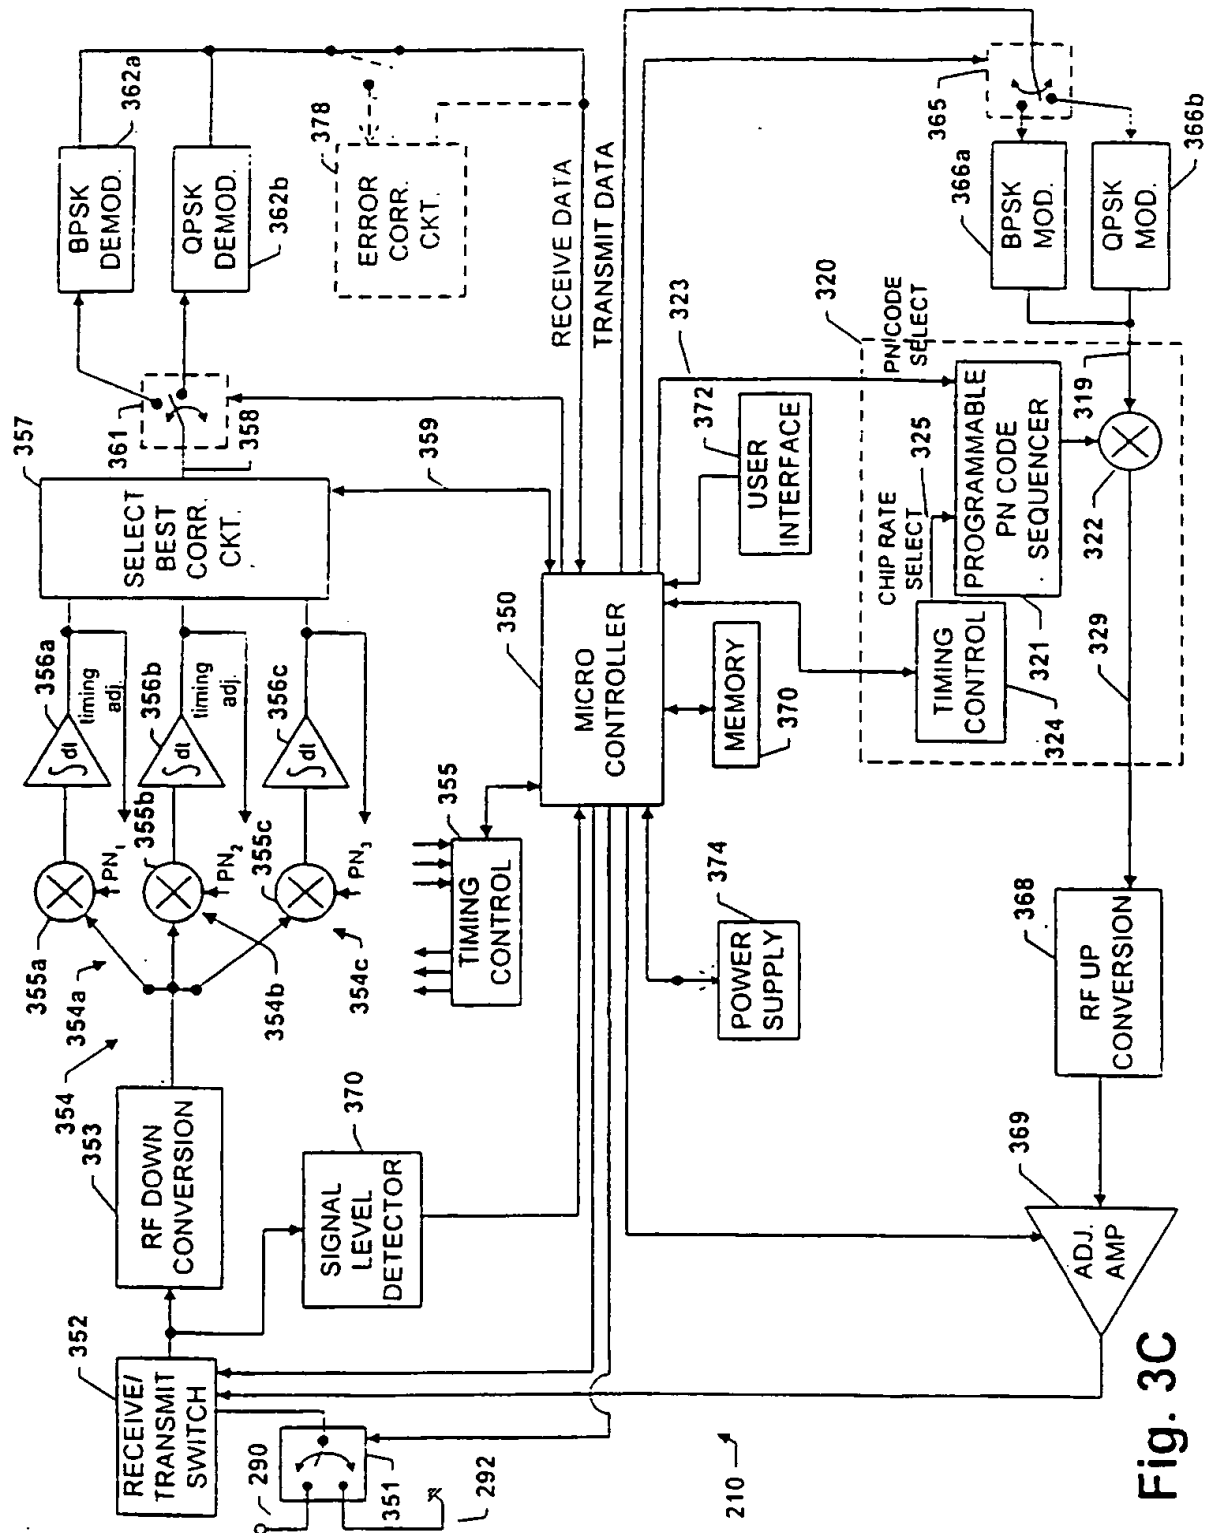 352
RECEIVE/
TRANSMIT
SWITCH
290
351
292
353
RF DOWN
CONVERSION
370
SIGNAL
LEVEL
DETECTOR
354
354a
354b
354c
355a
355b
355c
PN1
PN2
PN3
356a
∫dt
timing
adj.
356b
∫dt
timing
adj.
356c
∫dt
357
SELECT
BEST
CORR.
CKT.
361
358
359
362a
BPSK
DEMOD.
QPSK
DEMOD.
362b
378
ERROR
CORR.
CKT.
RECEIVE DATA
TRANSMIT DATA
355
TIMING
CONTROL
350
MICRO
CONTROLLER
374
POWER
SUPPLY
MEMORY
370
372
USER
INTERFACE
323
320
PN CODE
SELECT
CHIP RATE
SELECT
325
PROGRAMMABLE
PN CODE
SEQUENCER
321
TIMING
CONTROL
324
322
319
329
365
366a
BPSK
MOD.
QPSK
MOD.
366b
368
RF UP
CONVERSION
369
ADJ.
AMP
210
Fig. 3C